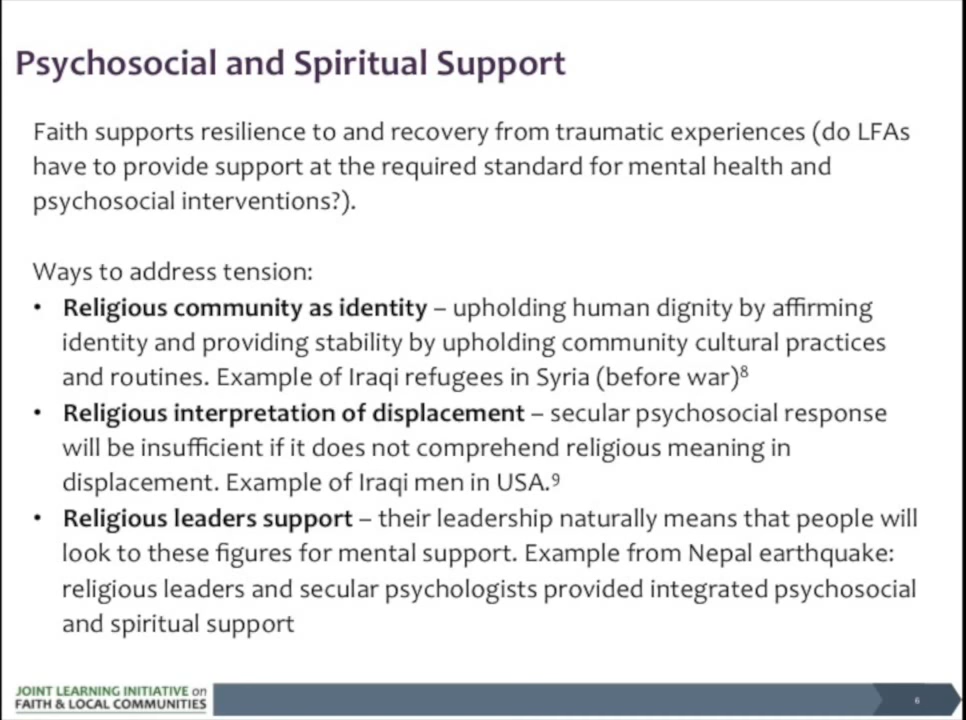 Psychosocial and Spiritual Support
Faith supports resilience to and recovery from traumatic experiences (do LFAs
have to provide support at the required standard for mental health and
psychosocial interventions?).
Ways to address tension:
• Religious community as identity – upholding human dignity by affirming
identity and providing stability by upholding community cultural practices
and routines. Example of Iraqi refugees in Syria (before war)⁸
• Religious interpretation of displacement – secular psychosocial response
will be insufficient if it does not comprehend religious meaning in
displacement. Example of Iraqi men in USA.⁹
• Religious leaders support – their leadership naturally means that people will
look to these figures for mental support. Example from Nepal earthquake:
religious leaders and secular psychologists provided integrated psychosocial
and spiritual support
JOINT LEARNING INITIATIVE on
FAITH & LOCAL COMMUNITIES
6